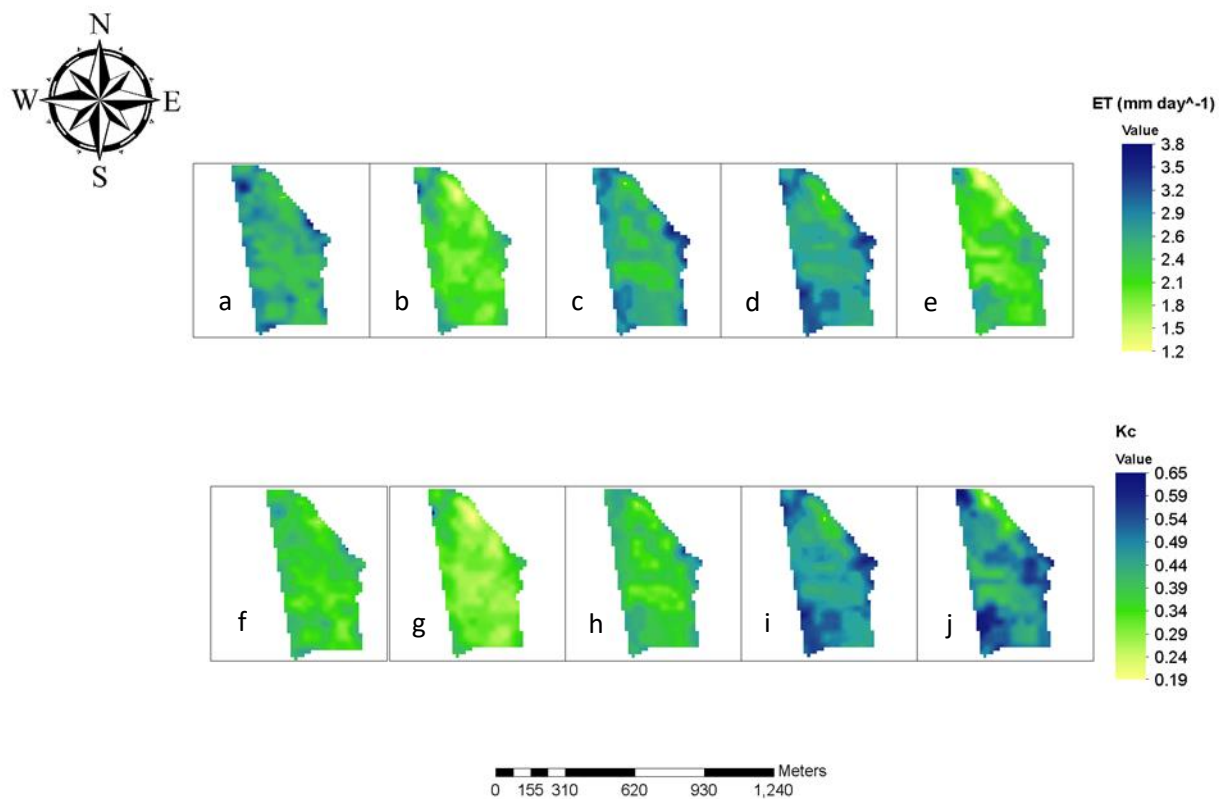 N
W E
S
ET (mm day^-1)
Value
3.8
3.5
3.2
2.9
2.6
2.4
2.1
1.8
1.5
1.2
a b c d e
Kc
Value
0.65
0.59
0.54
0.49
0.44
0.39
0.34
0.29
0.24
0.19
f g h i j
Meters
0 155 310 620 930 1,240